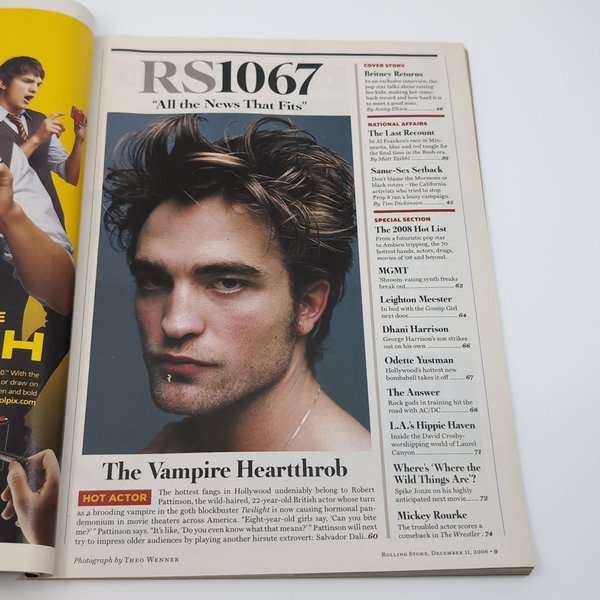 E
H
0." With the
or draw on
en and bold
olpix.com
RS1067
"All the News That Fits"
The Vampire Heartthrob
HOT ACTOR The hottest fangs in Hollywood undeniably belong to Robert
Pattinson, the wild-haired, 22-year-old British actor whose turn
as a brooding vampire in the goth blockbuster Twilight is now causing hormonal pan-
demonium in movie theaters across America. "Eight-year-old girls say, 'Can you bite
me?'" Pattinson says. "It's like, 'Do you even know what that means?'" Pattinson will next
try to impress older audiences by playing another hirsute extrovert: Salvador Dalí..60
Photograph by THEO WENNER
COVER STORY
Britney Returns
In an exclusive interview, the
pop star talks about raising
her kids, making her come-
back record and how hard it is
to meet a good man.
By Jenny Eliscu ........ 46
NATIONAL AFFAIRS
The Last Recount
In Al Franken's race in Min-
nesota, blue and red tangle for
the final time in the Bush era.
By Matt Taibbi ........ 39
Same-Sex Setback
Don't blame the Mormons or
black voters – the California
activists who tried to stop
Prop 8 ran a lousy campaign.
By Tim Dickinson ........ 45
SPECIAL SECTION
The 2008 Hot List
From a futuristic pop star
to Ambien tripping, the 70
hottest bands, actors, drugs,
movies of '08 and beyond.
MGMT
'Shroom-eating synth freaks
break out ........ 62
Leighton Meester
In bed with the Gossip Girl
next door ........ 64
Dhani Harrison
George Harrison's son strikes
out on his own ........ 66
Odette Yustman
Hollywood's hottest new
bombshell takes it off ..... 67
The Answer
Rock gods in training hit the
road with AC/DC ........ 68
L.A.'s Hippie Haven
Inside the David Crosby-
worshipping world of Laurel
Canyon ........ 71
Where's 'Where the
Wild Things Are'?
Spike Jonze on his highly
anticipated next movie ..... 72
Mickey Rourke
The troubled actor scores a
comeback in The Wrestler . 74
ROLLING STONE, DECEMBER 11, 2008 • 9